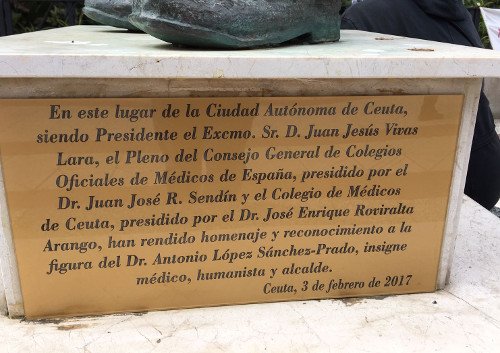 En este lugar de la Ciudad Autónoma de Ceuta,
siendo Presidente el Excmo. Sr. D. Juan Jesús Vivas
Lara, el Pleno del Consejo General de Colegios
Oficiales de Médicos de España, presidido por el
Dr. Juan José R. Sendín y el Colegio de Médicos
de Ceuta, presidido por el Dr. José Enrique Roviralta
Arango, han rendido homenaje y reconocimiento a la
figura del Dr. Antonio López Sánchez-Prado, insigne
médico, humanista y alcalde.
Ceuta, 3 de febrero de 2017